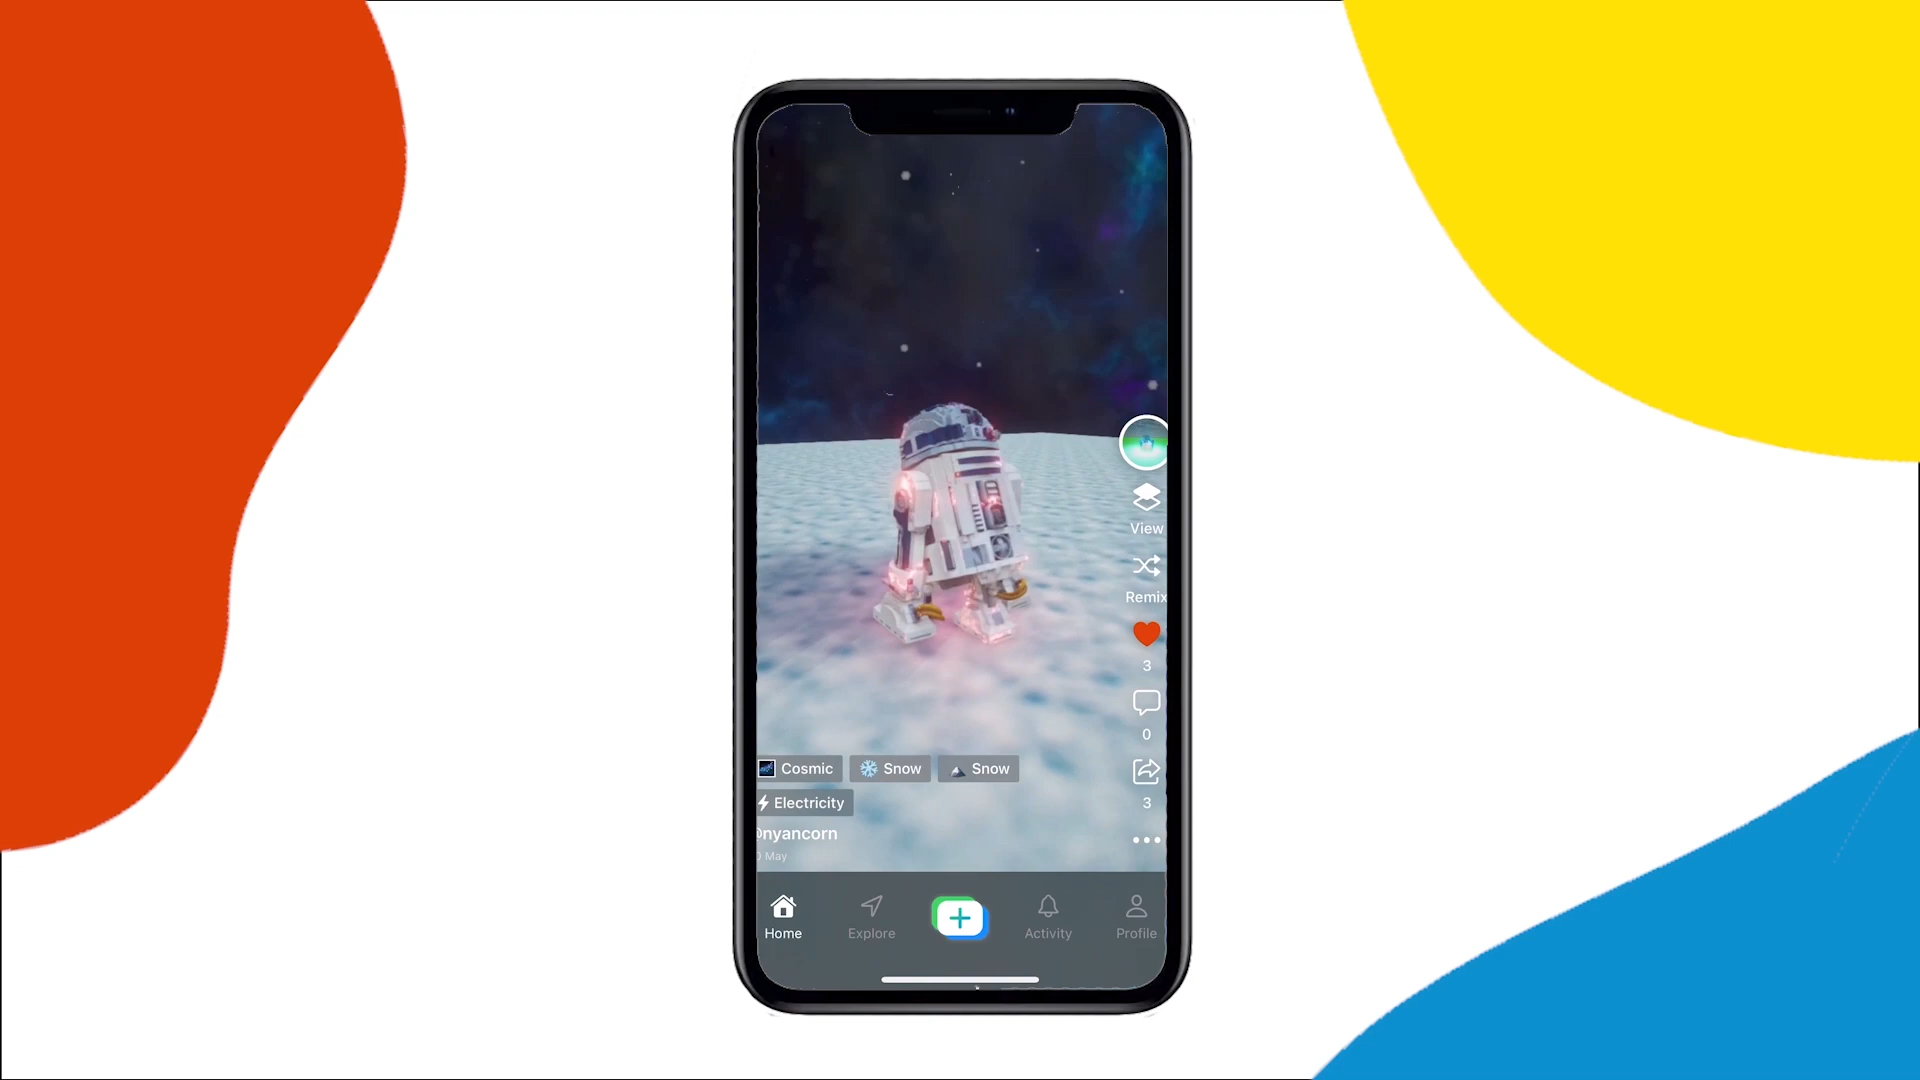 View
Remix
3
0
3
Cosmic Snow Snow
Electricity
@nyancorn
May
Home Explore Activity Profile